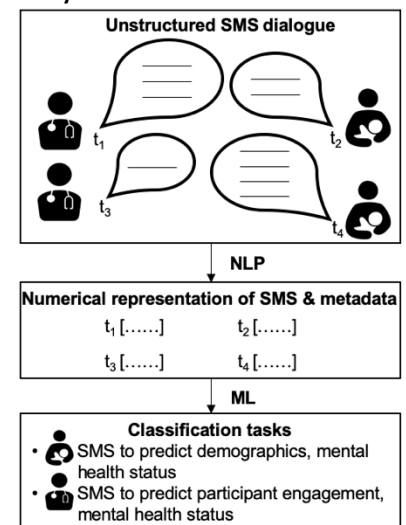 Unstructured SMS dialogue
t1
t2
t3
t4
NLP
Numerical representation of SMS & metadata
t1 [......] t2 [......]
t3 [......] t4 [......]
ML
Classification tasks
• SMS to predict demographics, mental
health status
• SMS to predict participant engagement,
mental health status